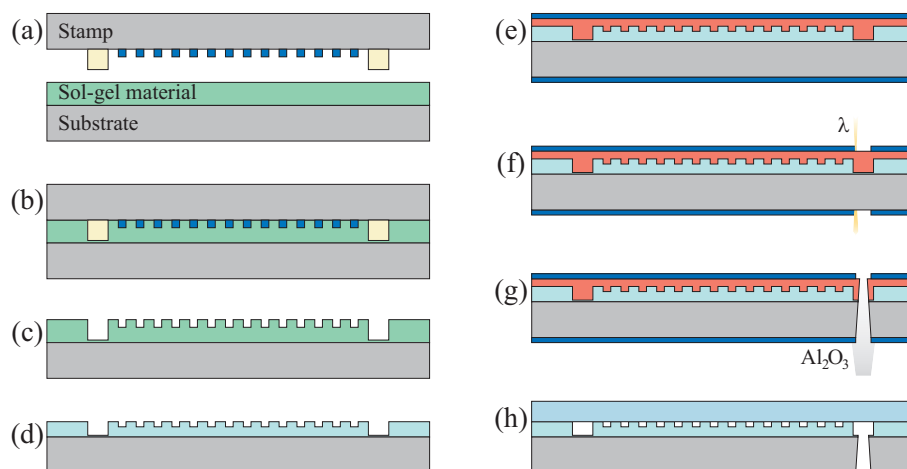 (a)
Stamp
Sol-gel material
Substrate
(b)
(c)
(d)
(e)
λ
(f)
(g)
Al₂O₃
(h)